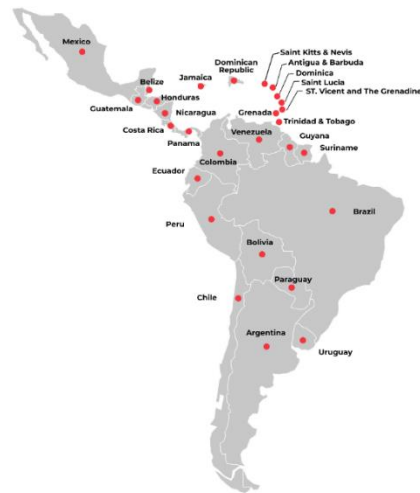 Mexico
Belize
Jamaica
Dominican
Republic
Saint Kitts & Nevis
Antigua & Barbuda
Dominica
Saint Lucia
ST. Vicent and The Grenadine
Guatemala
Honduras
Nicaragua
Grenada
Trinidad & Tobago
Costa Rica
Panama
Venezuela
Guyana
Suriname
Colombia
Ecuador
Peru
Brazil
Bolivia
Paraguay
Chile
Argentina
Uruguay